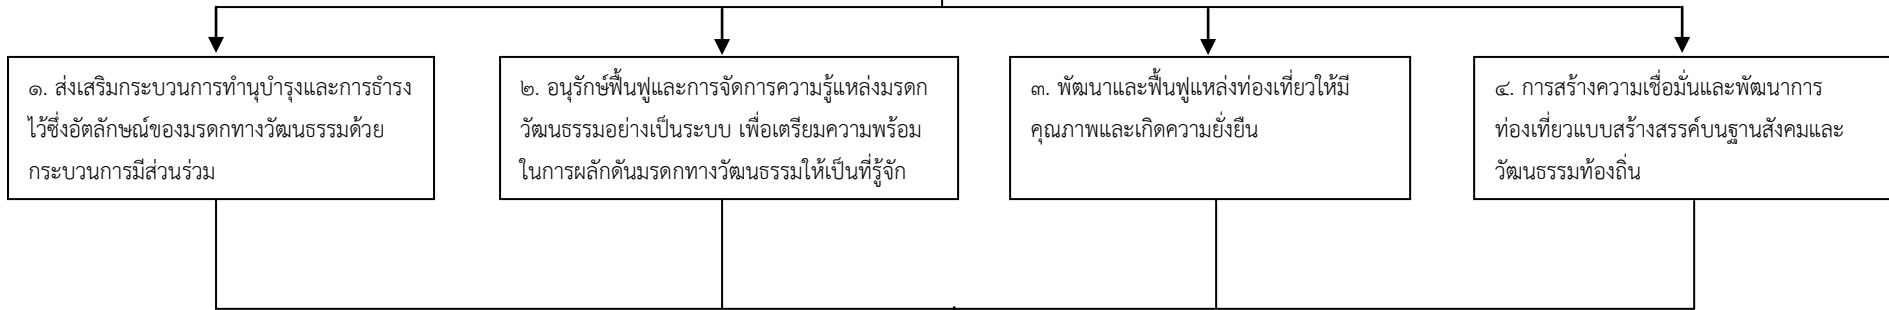 ๑. ส่งเสริมกระบวนการทำนุบำรุงและการธำรง
ไว้ซึ่งอัตลักษณ์ของมรดกทางวัฒนธรรมด้วย
กระบวนการมีส่วนร่วม
๒. อนุรักษ์ฟื้นฟูและการจัดการความรู้แหล่งมรดก
วัฒนธรรมอย่างเป็นระบบ เพื่อเตรียมความพร้อม
ในการผลักดันมรดกทางวัฒนธรรมให้เป็นที่รู้จัก
๓. พัฒนาและฟื้นฟูแหล่งท่องเที่ยวให้มี
คุณภาพและเกิดความยั่งยืน
๔. การสร้างความเชื่อมั่นและพัฒนาการ
ท่องเที่ยวแบบสร้างสรรค์บนฐานสังคมและ
วัฒนธรรมท้องถิ่น